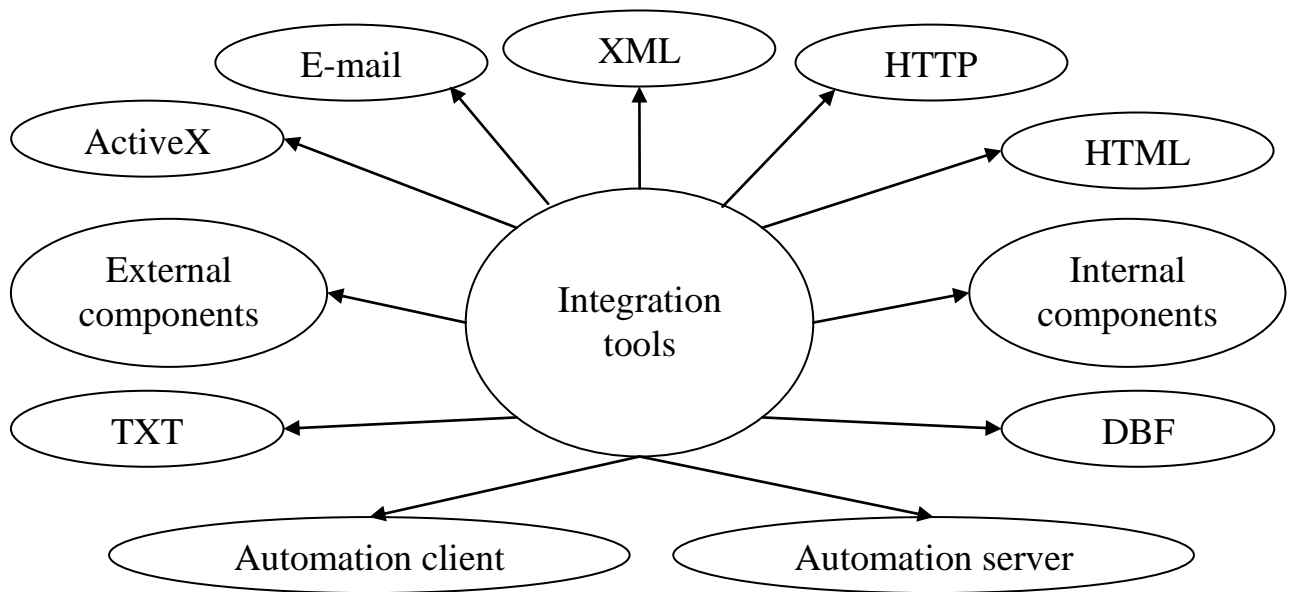 XML
E-mail
HTTP
ActiveX
HTML
External
components
Internal
components
Integration
tools
TXT
DBF
Automation client
Automation server